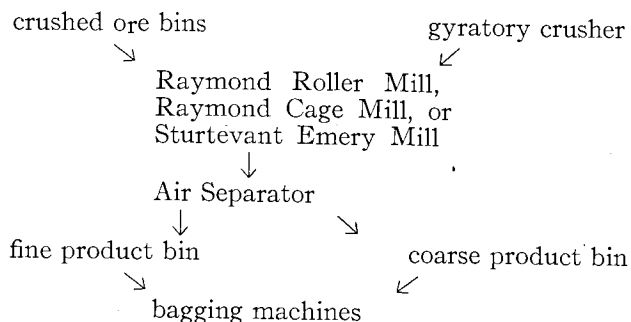 crushed ore bins
gyratory crusher
Raymond Roller Mill,
Raymond Cage Mill, or
Sturtevant Emery Mill
Air Separator
fine product bin
coarse product bin
bagging machines